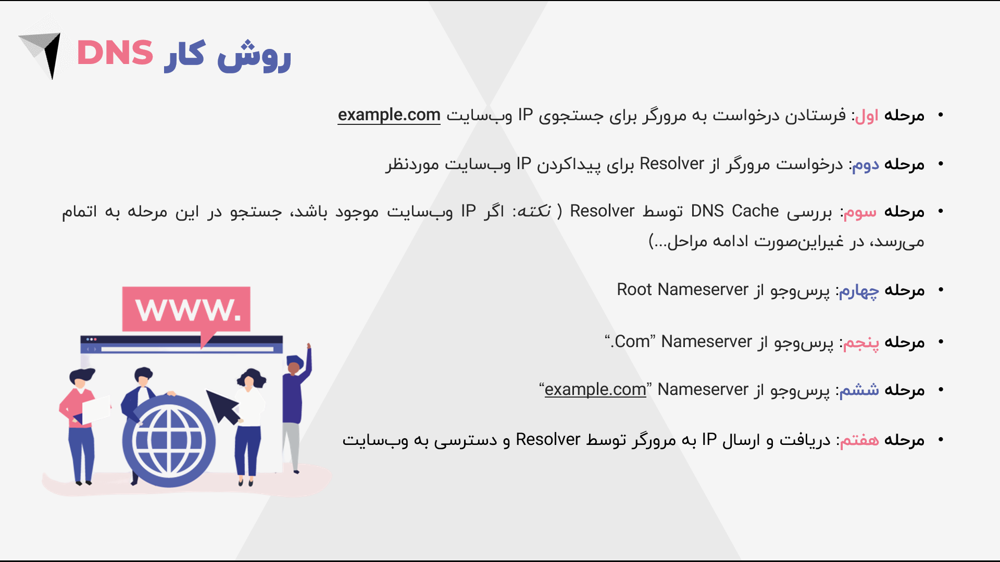 روش کار DNS
• مرحله اول: فرستادن درخواست به مرورگر برای جستجوی IP وب‌سایت example.com
• مرحله دوم: درخواست مرورگر از Resolver برای پیداکردن IP وب‌سایت موردنظر
• مرحله سوم: بررسی DNS Cache توسط Resolver ( نکته: اگر IP وب‌سایت موجود باشد، جستجو در این مرحله به اتمام
می‌رسد، در غیراین‌صورت ادامه مراحل...)
• مرحله چهارم: پرس‌وجو از Root Nameserver
• مرحله پنجم: پرس‌وجو از “.Com” Nameserver
• مرحله ششم: پرس‌وجو از “example.com” Nameserver
• مرحله هفتم: دریافت و ارسال IP به مرورگر توسط Resolver و دسترسی به وب‌سایت
www.